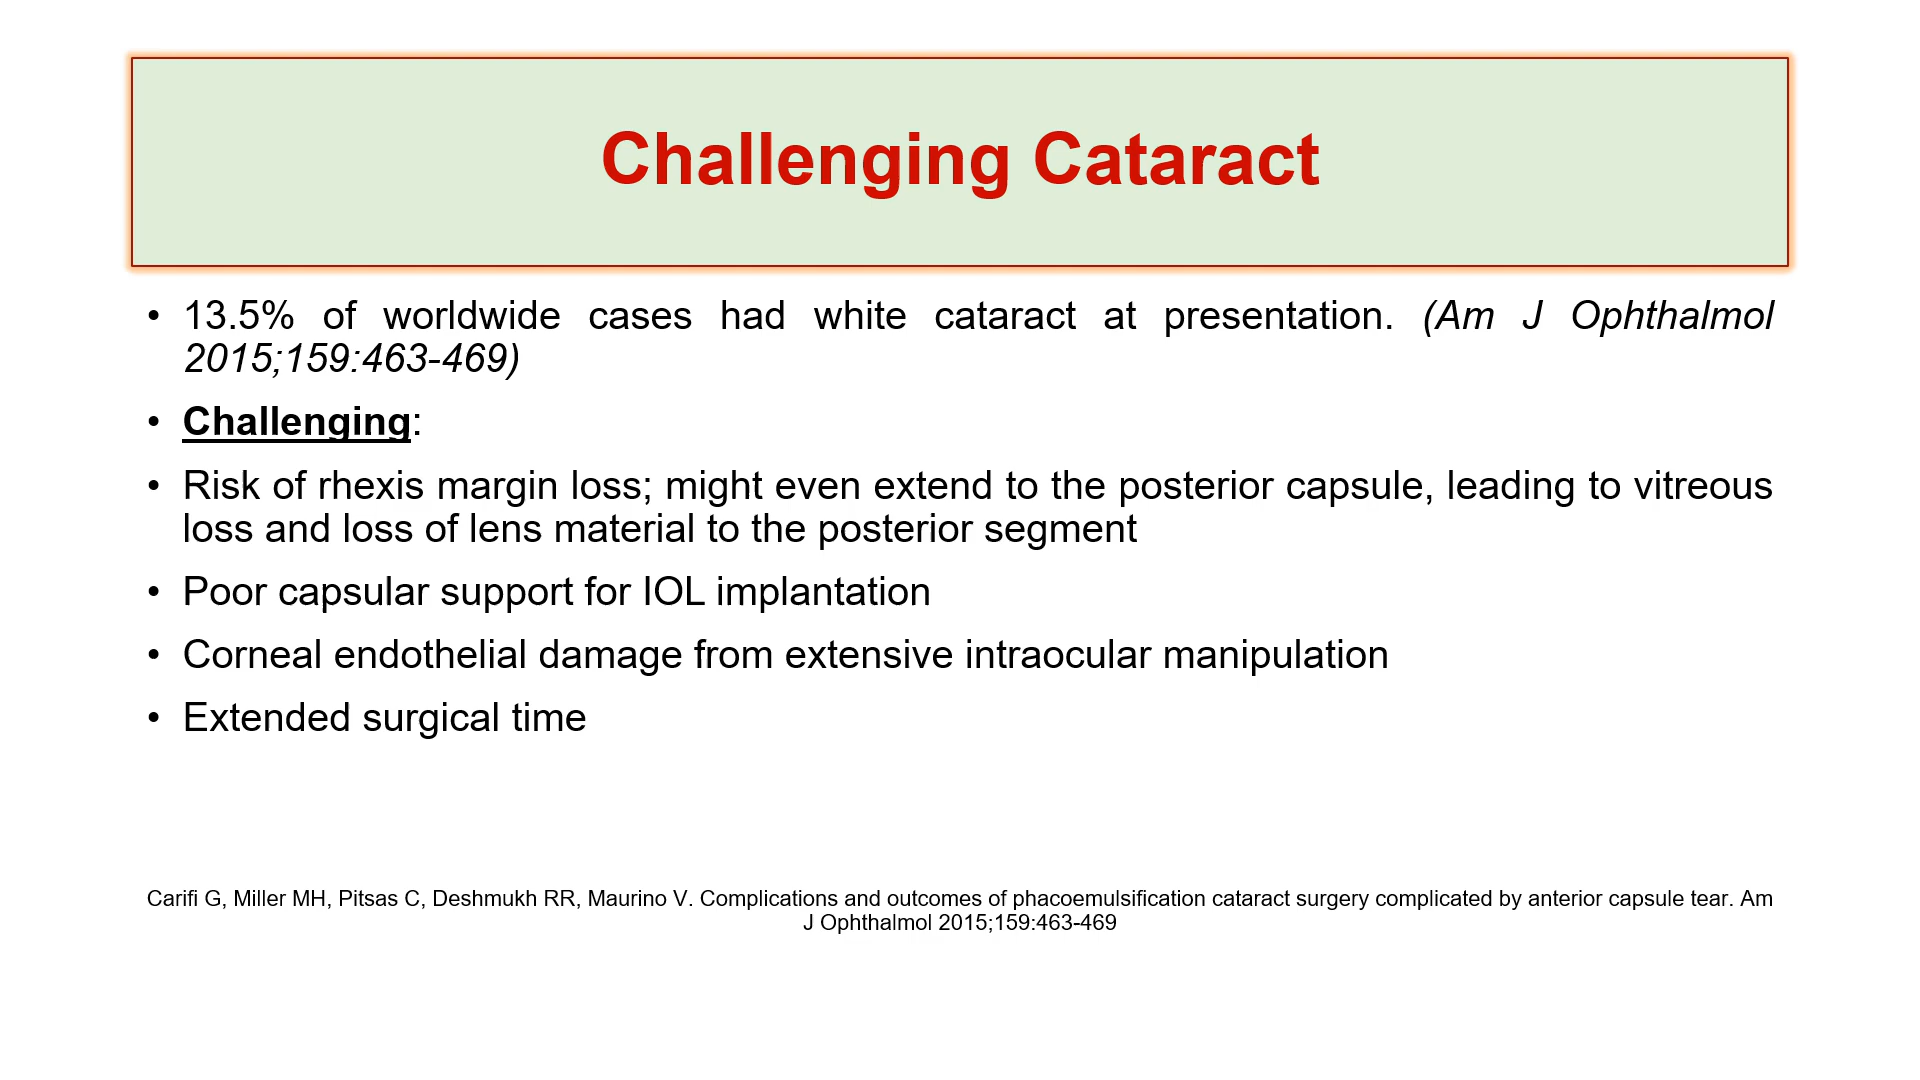 Challenging Cataract
• 13.5% of worldwide cases had white cataract at presentation. (Am J Ophthalmol
2015;159:463-469)
• Challenging:
• Risk of rhexis margin loss; might even extend to the posterior capsule, leading to vitreous
loss and loss of lens material to the posterior segment
• Poor capsular support for IOL implantation
• Corneal endothelial damage from extensive intraocular manipulation
• Extended surgical time
Carifi G, Miller MH, Pitsas C, Deshmukh RR, Maurino V. Complications and outcomes of phacoemulsification cataract surgery complicated by anterior capsule tear. Am
J Ophthalmol 2015;159:463-469